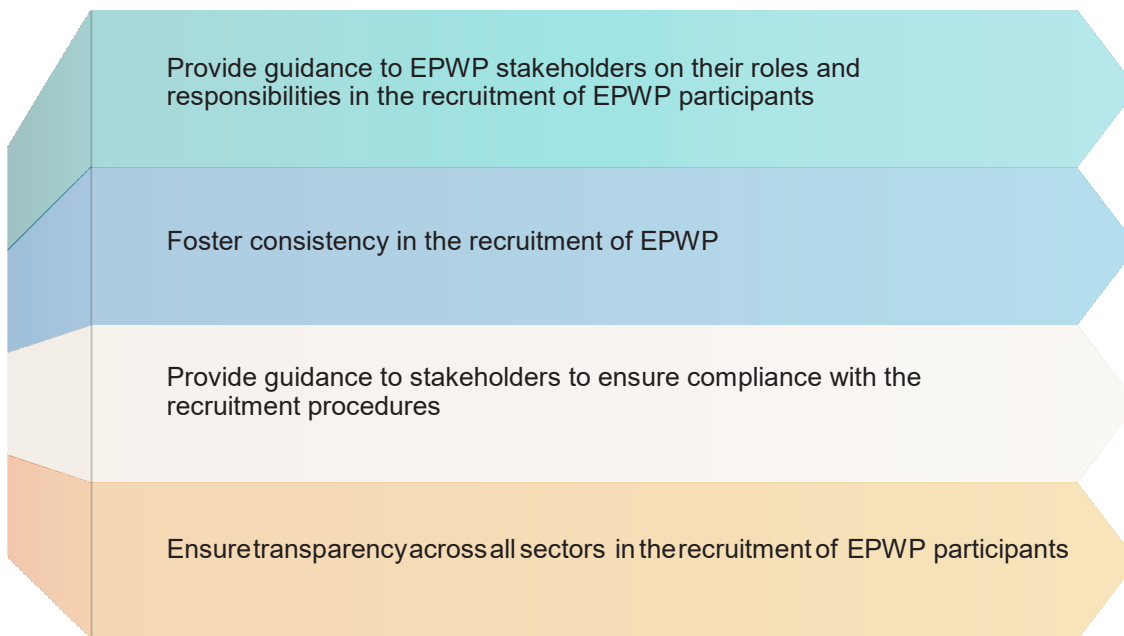 Provide guidance to EPWP stakeholders on their roles and
responsibilities in the recruitment of EPWP participants
Foster consistency in the recruitment of EPWP
Provide guidance to stakeholders to ensure compliance with the
recruitment procedures
Ensure transparency across all sectors in the recruitment of EPWP participants